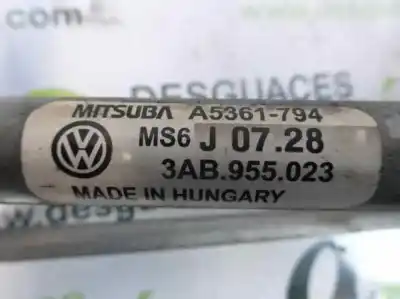 DESGUACES
MITSUBA A5361-794
MS6 J 07.28
3AB.955.023
MADE IN HUNGARY